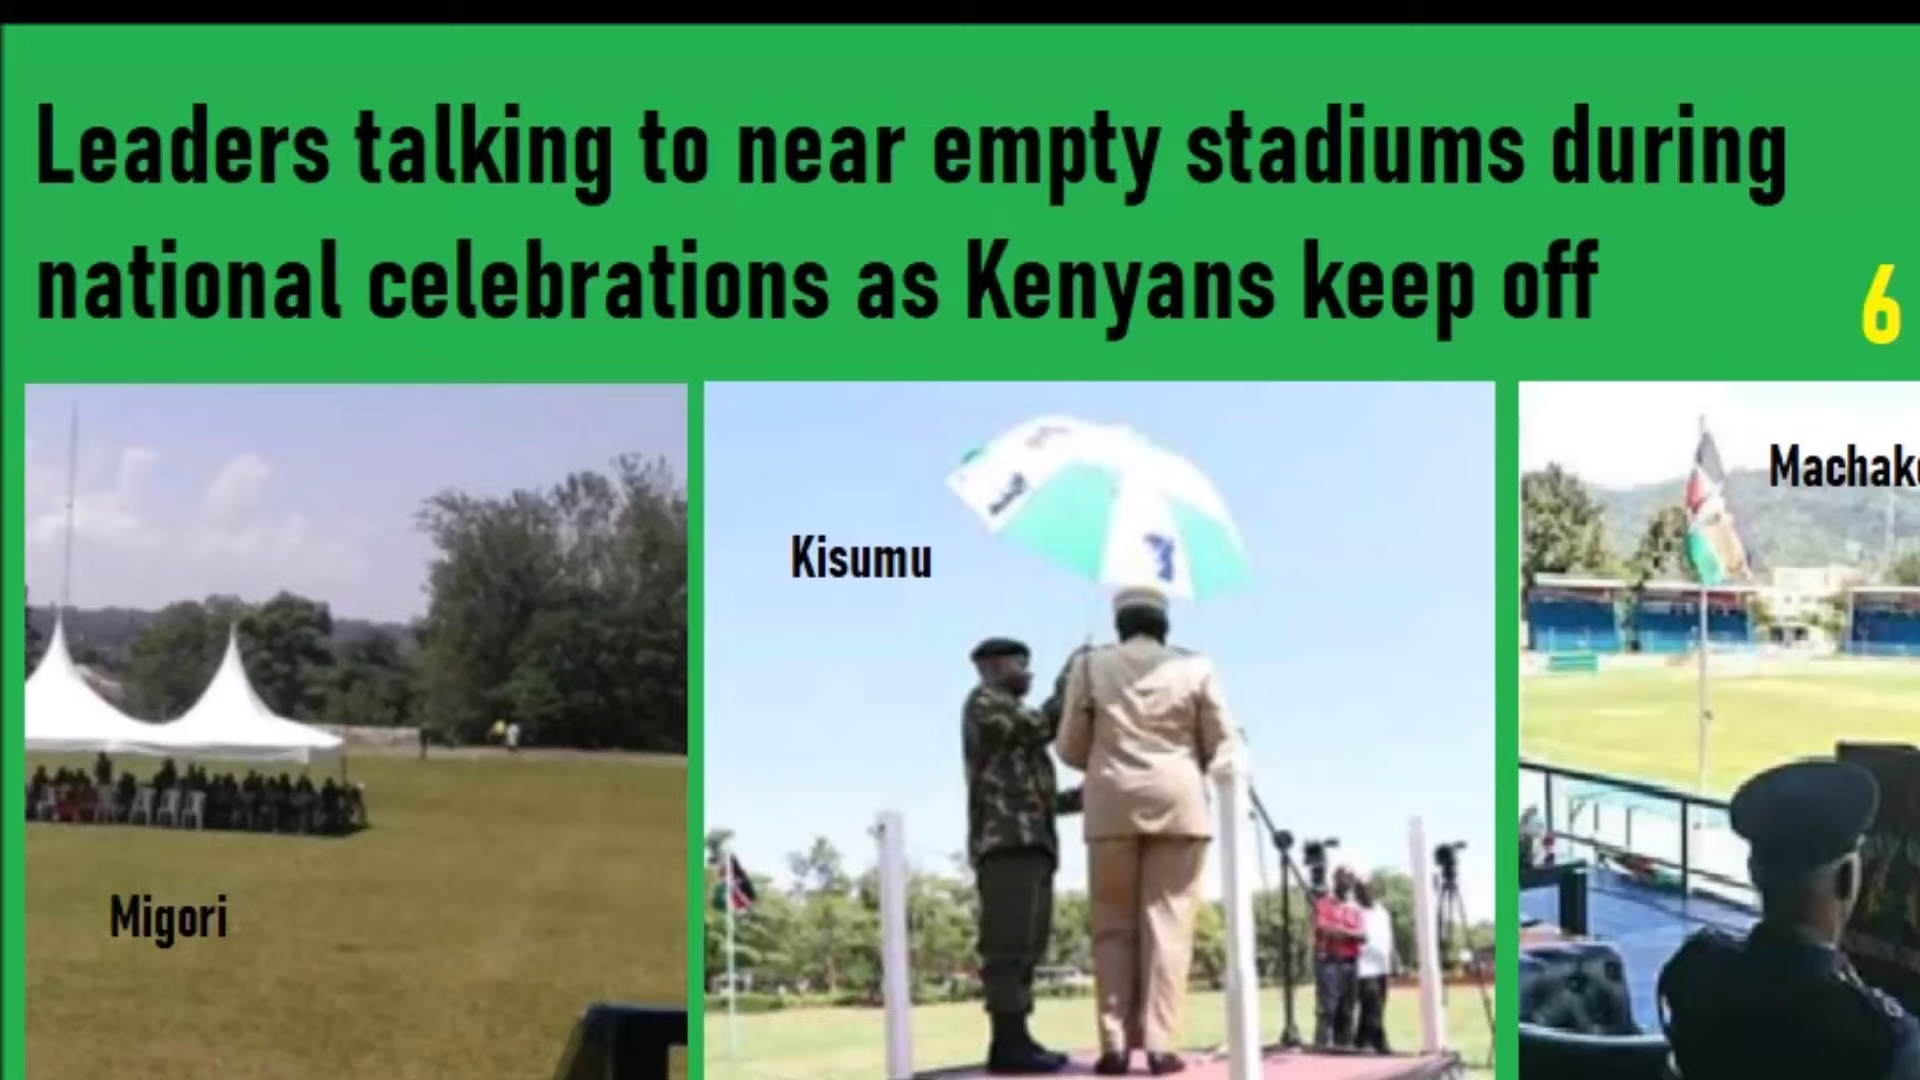 Leaders talking to near empty stadiums during
national celebrations as Kenyans keep off
6
Kisumu
Migori